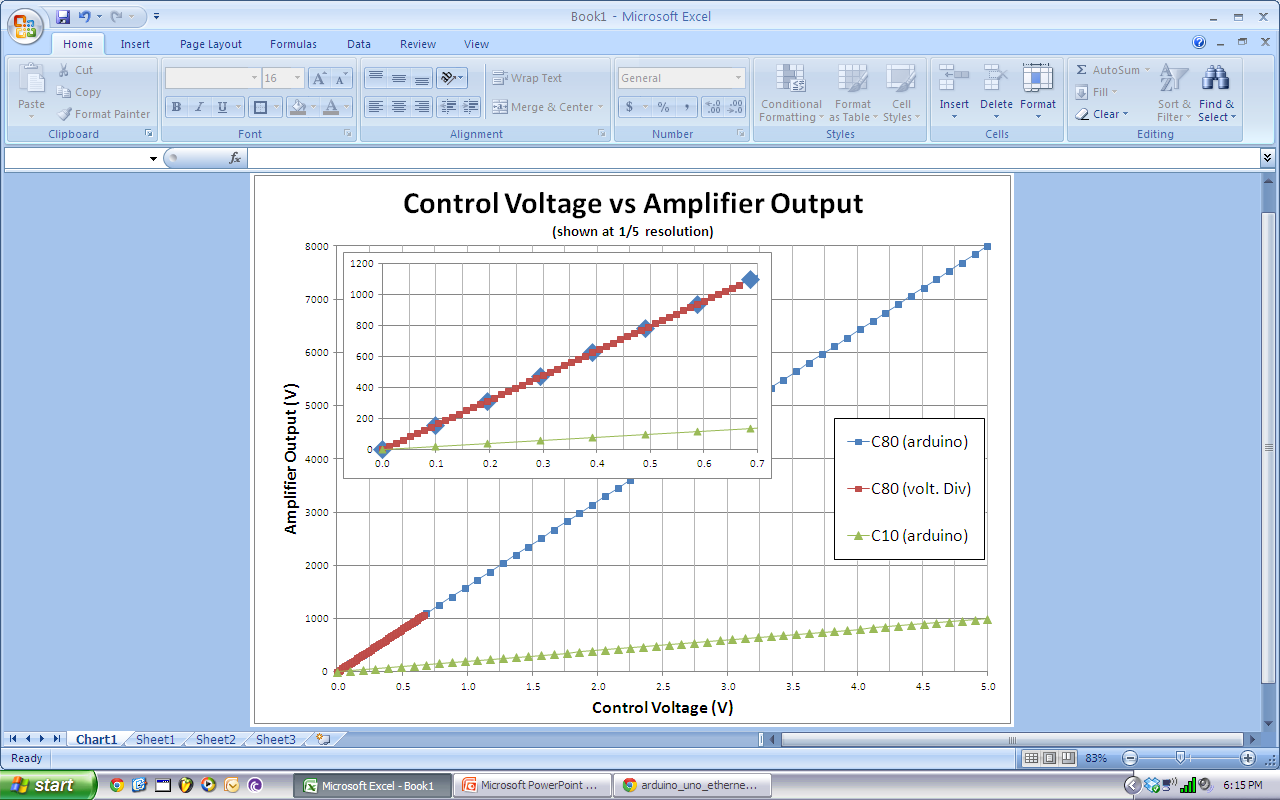 Book1 - Microsoft Excel
Home Insert Page Layout Formulas Data Review View
Cut
Copy
Format Painter
Paste
Clipboard
16
B I U
Font
Wrap Text
Merge & Center
Alignment
General
$ % ,
Number
Conditional Formatting
Format as Table
Cell Styles
Styles
Insert Delete Format
Cells
AutoSum
Fill
Clear
Sort & Filter
Find & Select
Editing
fx
Control Voltage vs Amplifier Output
(shown at 1/5 resolution)
Amplifier Output (V)
8000
7000
6000
5000
4000
3000
2000
1000
0
1200
1000
800
600
400
200
0
0.0 0.1 0.2 0.3 0.4 0.5 0.6 0.7
C80 (arduino)
C80 (volt. Div)
C10 (arduino)
0.0 0.5 1.0 1.5 2.0 2.5 3.0 3.5 4.0 4.5 5.0
Control Voltage (V)
Chart1 Sheet1 Sheet2 Sheet3
Ready
83%
start
Microsoft Excel - Book1
Microsoft PowerPoint ...
arduino_uno_etherne...
6:15 PM